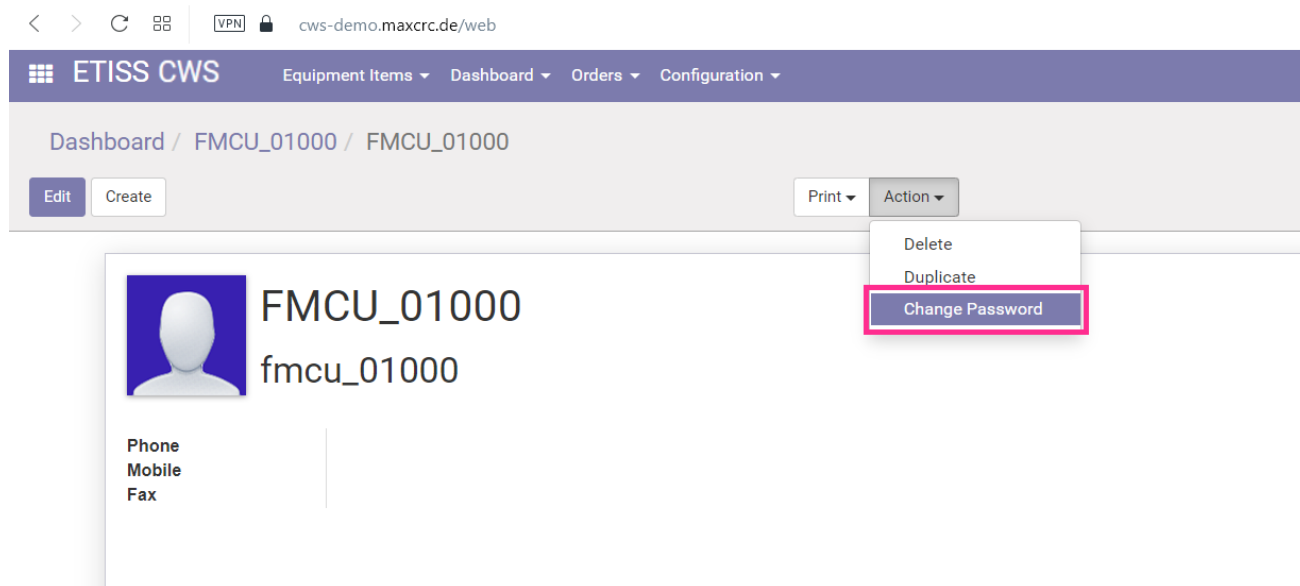 VPN cws-demo.maxcrc.de/web
ETISS CWS Equipment Items Dashboard Orders Configuration
Dashboard / FMCU_01000 / FMCU_01000
Edit Create Print Action
Delete
Duplicate
Change Password
FMCU_01000
fmcu_01000
Phone
Mobile
Fax